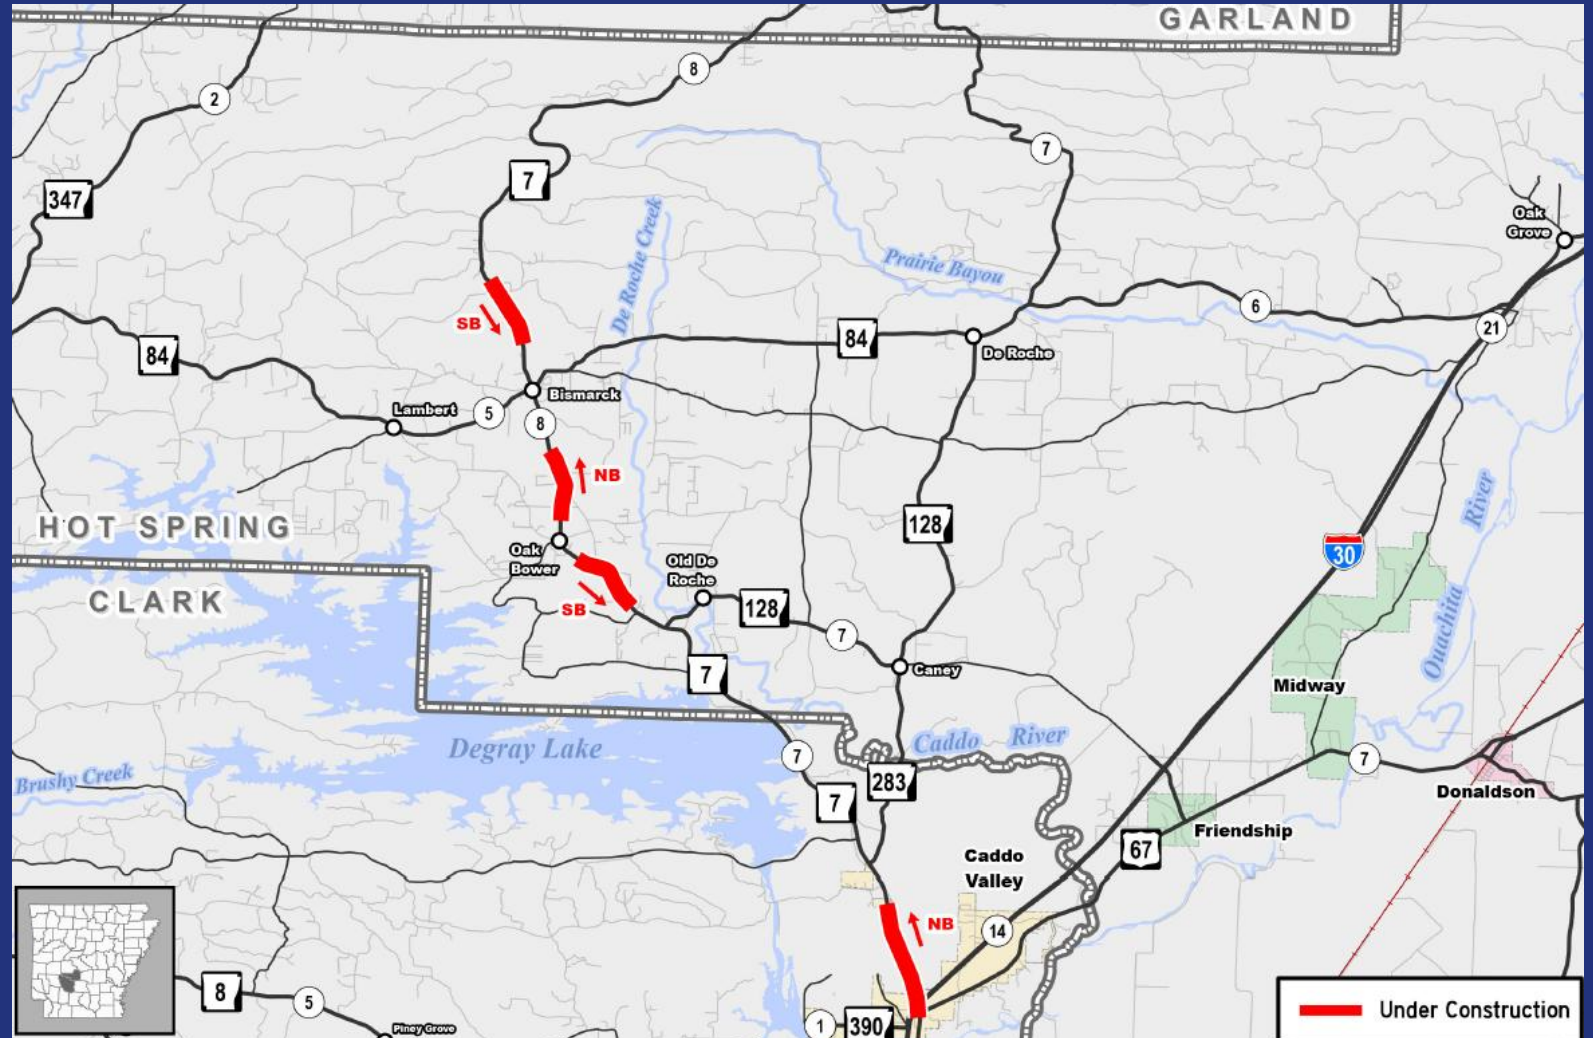 GARLAND
8
2
7
7
347
Oak
Grove
De Roche Creek
Prairie Bayou
6
SB
21
84
84
De Roche
Bismarck
Lambert
5
8
NB
River
HOT SPRING
128
30
Oak
Bower
Old De
Roche
CLARK
SB
128
7
Ouachita
7
Caney
Midway
Degray Lake
Caddo River
7
7
Brushy Creek
283
Donaldson
7
Friendship
67
Caddo
Valley
NB
14
8
5
Under Construction
Piney Grove
1
390